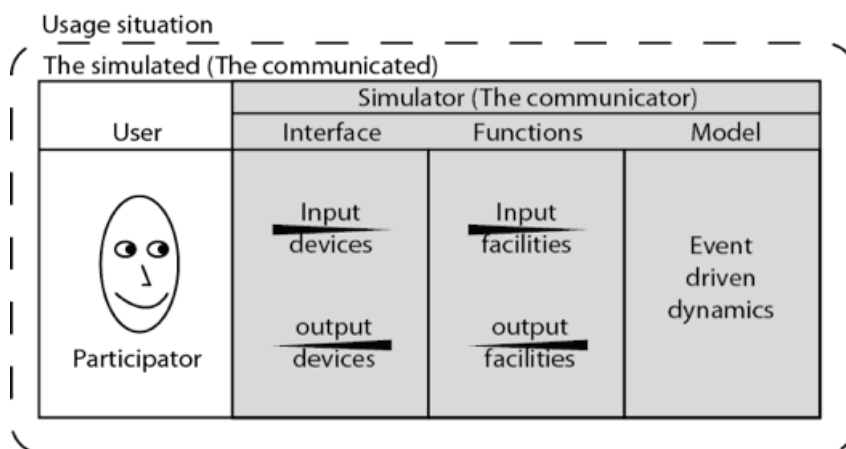 Usage situation
The simulated (The communicated)
Simulator (The communicator)
User
Interface
Functions
Model
Input
devices
Input
facilities
Event
driven
dynamics
output
devices
output
facilities
Participator